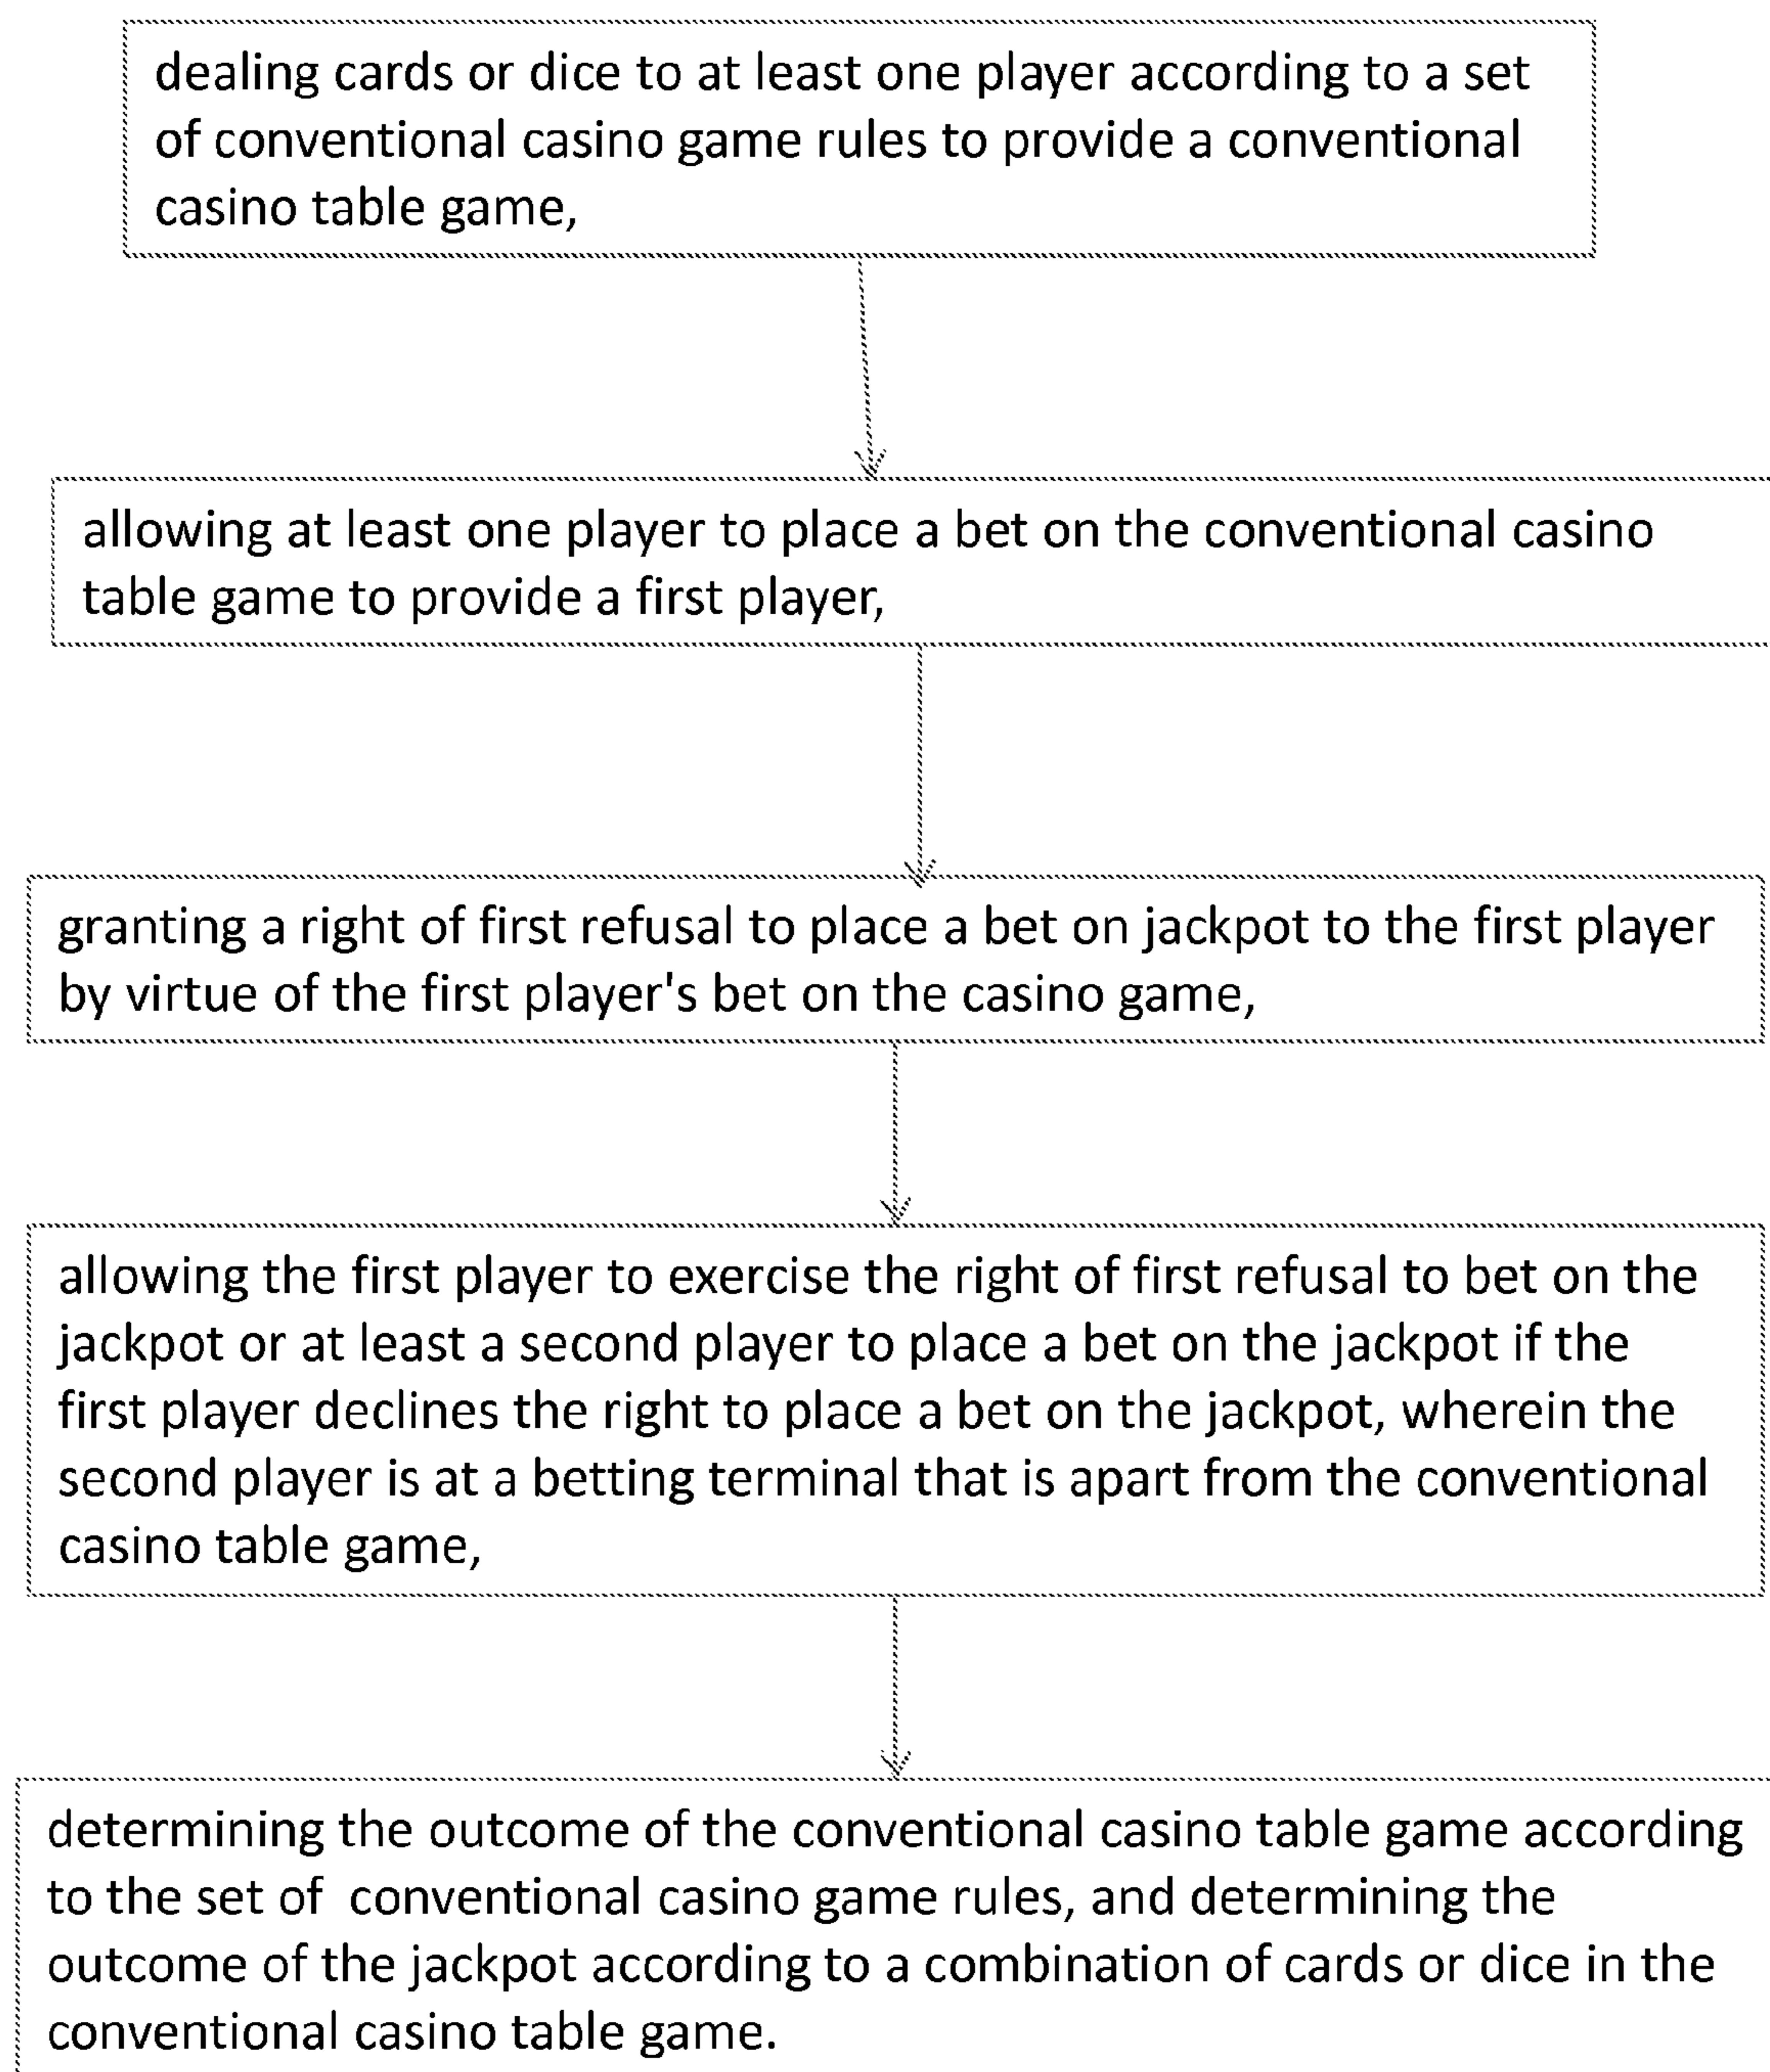 dealing cards or dice to at least one player according to a set
of conventional casino game rules to provide a conventional
casino table game,
allowing at least one player to place a bet on the conventional casino
table game to provide a first player,
granting a right of first refusal to place a bet on jackpot to the first player
by virtue of the first player's bet on the casino game,
allowing the first player to exercise the right of first refusal to bet on the
jackpot or at least a second player to place a bet on the jackpot if the
first player declines the right to place a bet on the jackpot, wherein the
second player is at a betting terminal that is apart from the conventional
casino table game,
determining the outcome of the conventional casino table game according
to the set of conventional casino game rules, and determining the
outcome of the jackpot according to a combination of cards or dice in the
conventional casino table game.